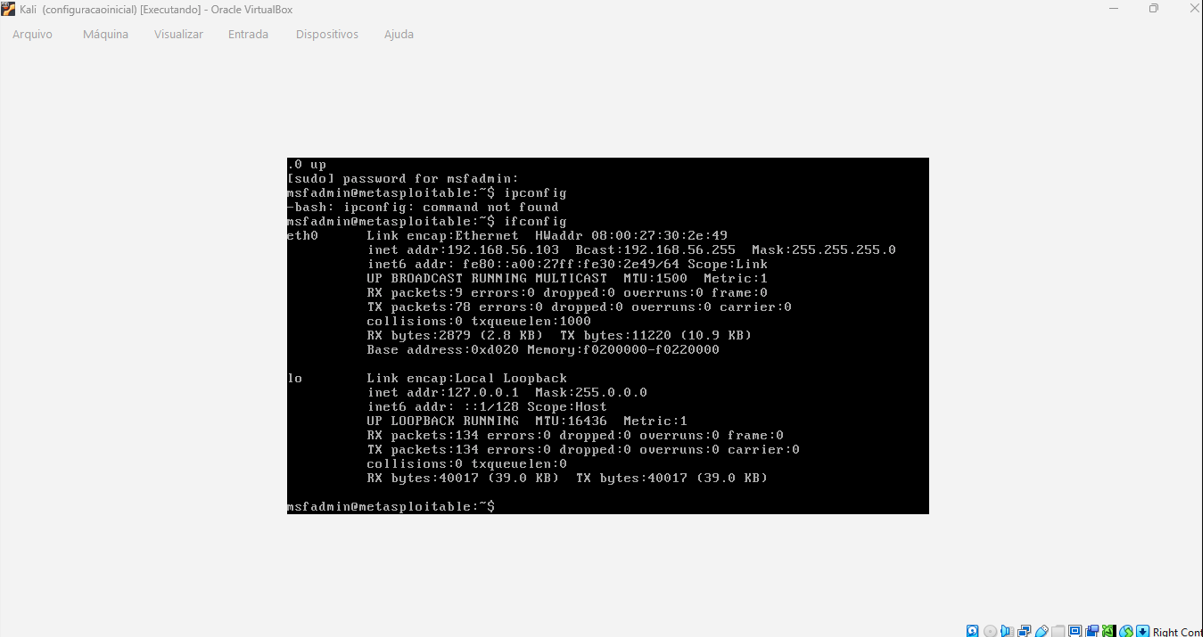 Kali (configuracaoinicial) [Executando] - Oracle VirtualBox
Arquivo Máquina Visualizar Entrada Dispositivos Ajuda
.0 up
[sudo] password for msfadmin:
msfadmin@metasploitable:~$ ipconfig
-bash: ipconfig: command not found
msfadmin@metasploitable:~$ ifconfig
eth0 Link encap:Ethernet HWaddr 08:00:27:30:2e:49
inet addr:192.168.56.103 Bcast:192.168.56.255 Mask:255.255.255.0
inet6 addr: fe80::a00:27ff:fe30:2e49/64 Scope:Link
UP BROADCAST RUNNING MULTICAST MTU:1500 Metric:1
RX packets:9 errors:0 dropped:0 overruns:0 frame:0
TX packets:78 errors:0 dropped:0 overruns:0 carrier:0
collisions:0 txqueuelen:1000
RX bytes:2879 (2.8 KB) TX bytes:11220 (10.9 KB)
Base address:0xd020 Memory:f0200000-f0220000
lo Link encap:Local Loopback
inet addr:127.0.0.1 Mask:255.0.0.0
inet6 addr: ::1/128 Scope:Host
UP LOOPBACK RUNNING MTU:16436 Metric:1
RX packets:134 errors:0 dropped:0 overruns:0 frame:0
TX packets:134 errors:0 dropped:0 overruns:0 carrier:0
collisions:0 txqueuelen:0
RX bytes:40017 (39.0 KB) TX bytes:40017 (39.0 KB)
msfadmin@metasploitable:~$
Right Cont